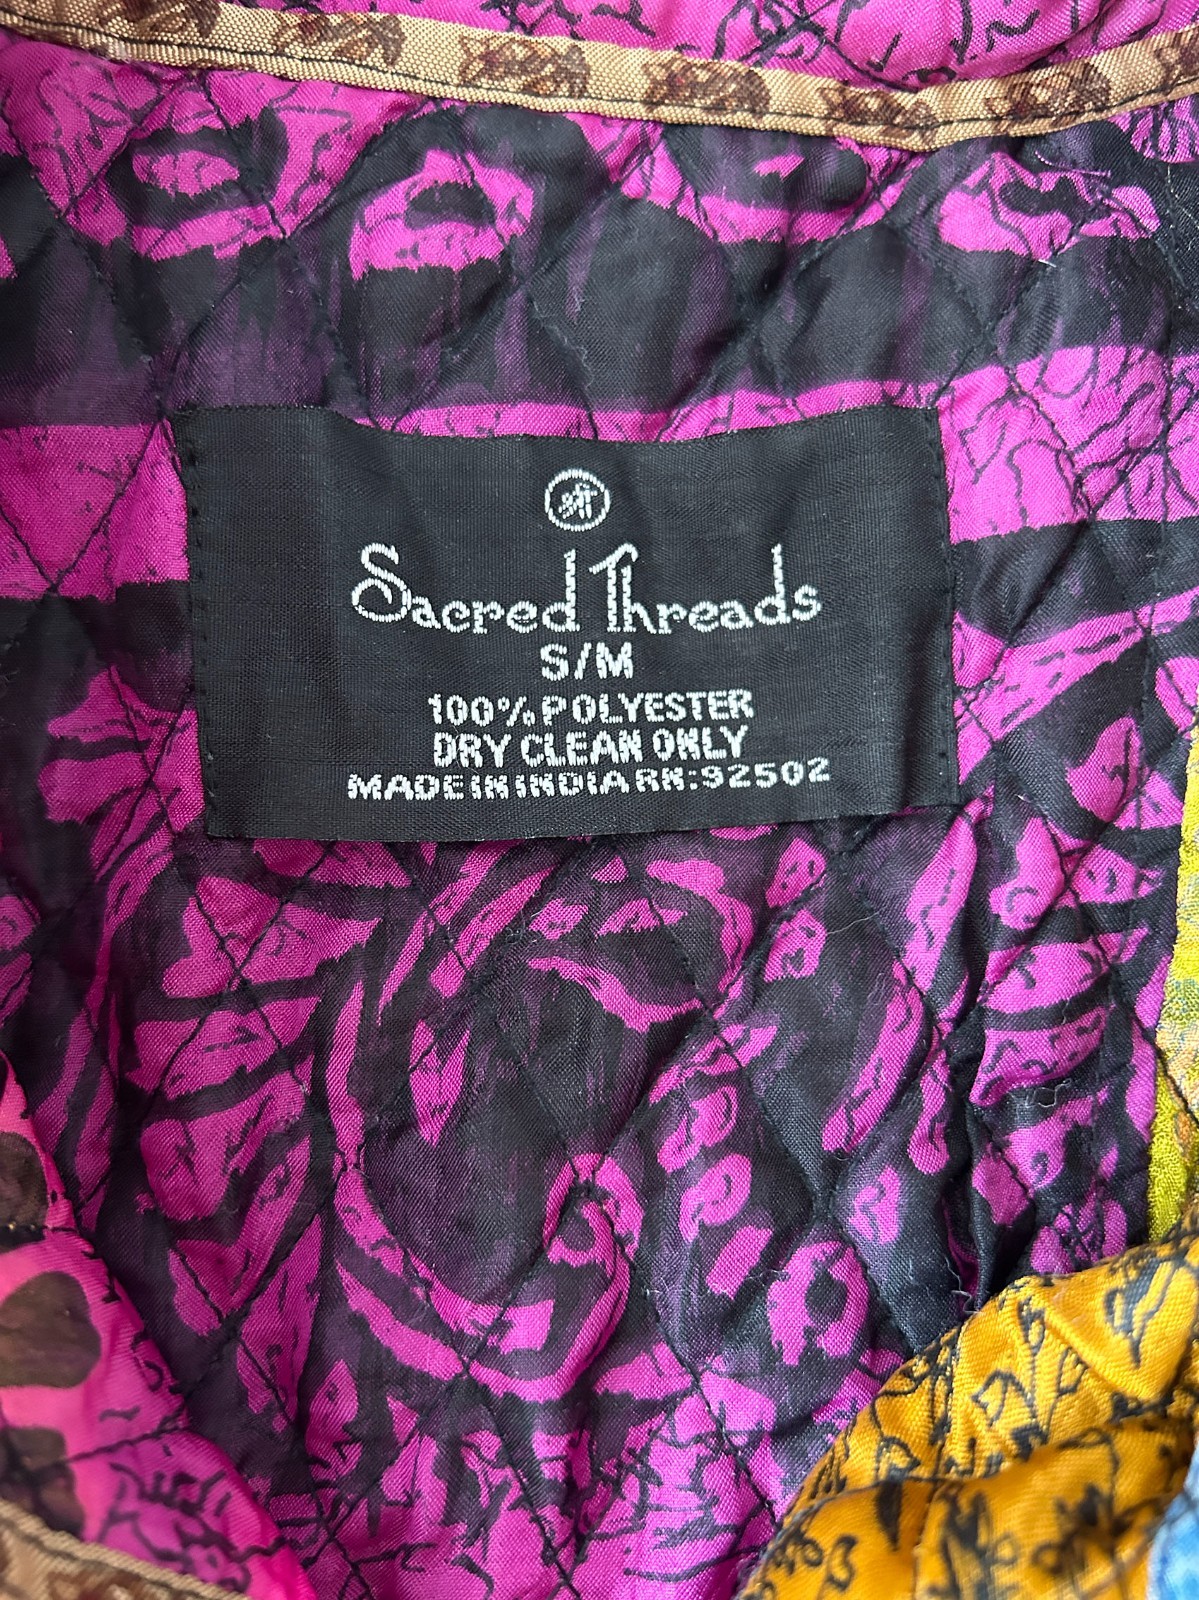 श्री
Sacred Threads
S/M
100% POLYESTER
DRY CLEAN ONLY
MADE IN INDIA RN:92502